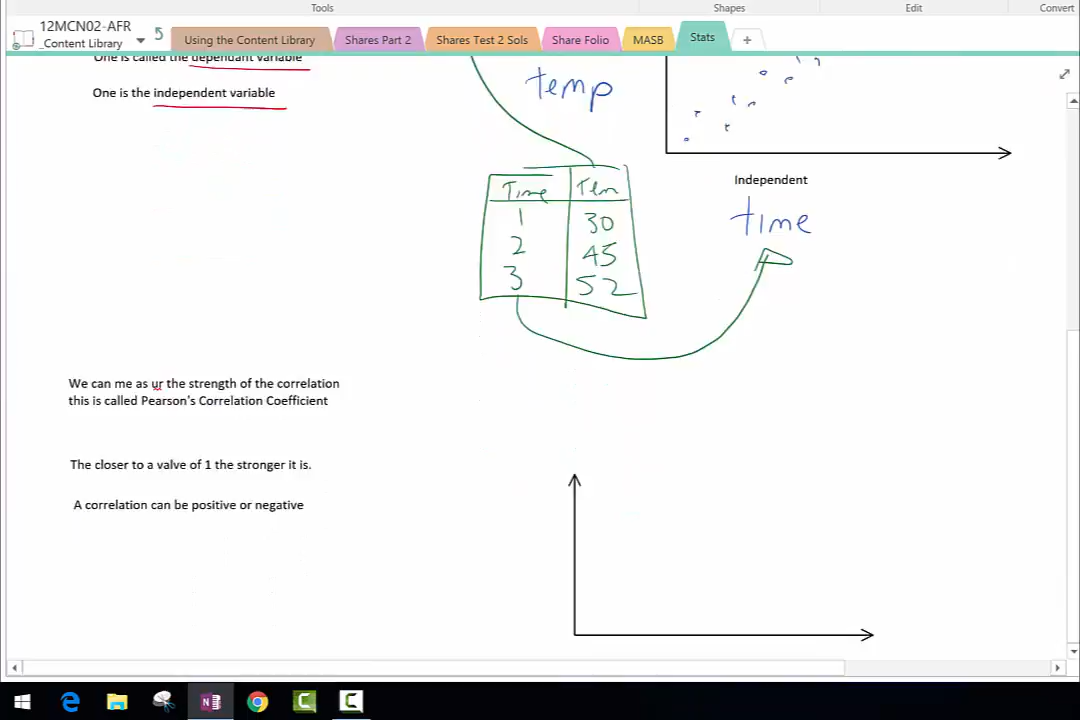 Tools
Shapes
Edit
Convert
12MCN02-AFR
_Content Library
Using the Content Library
Shares Part 2
Shares Test 2 Sols
Share Folio
MASB
Stats
One is called the dependant variable
One is the independent variable
temp
Independent
time
Time Tem
1 30
2 45
3 52
We can me as ur the strength of the correlation
this is called Pearson's Correlation Coefficient
The closer to a valve of 1 the stronger it is.
A correlation can be positive or negative